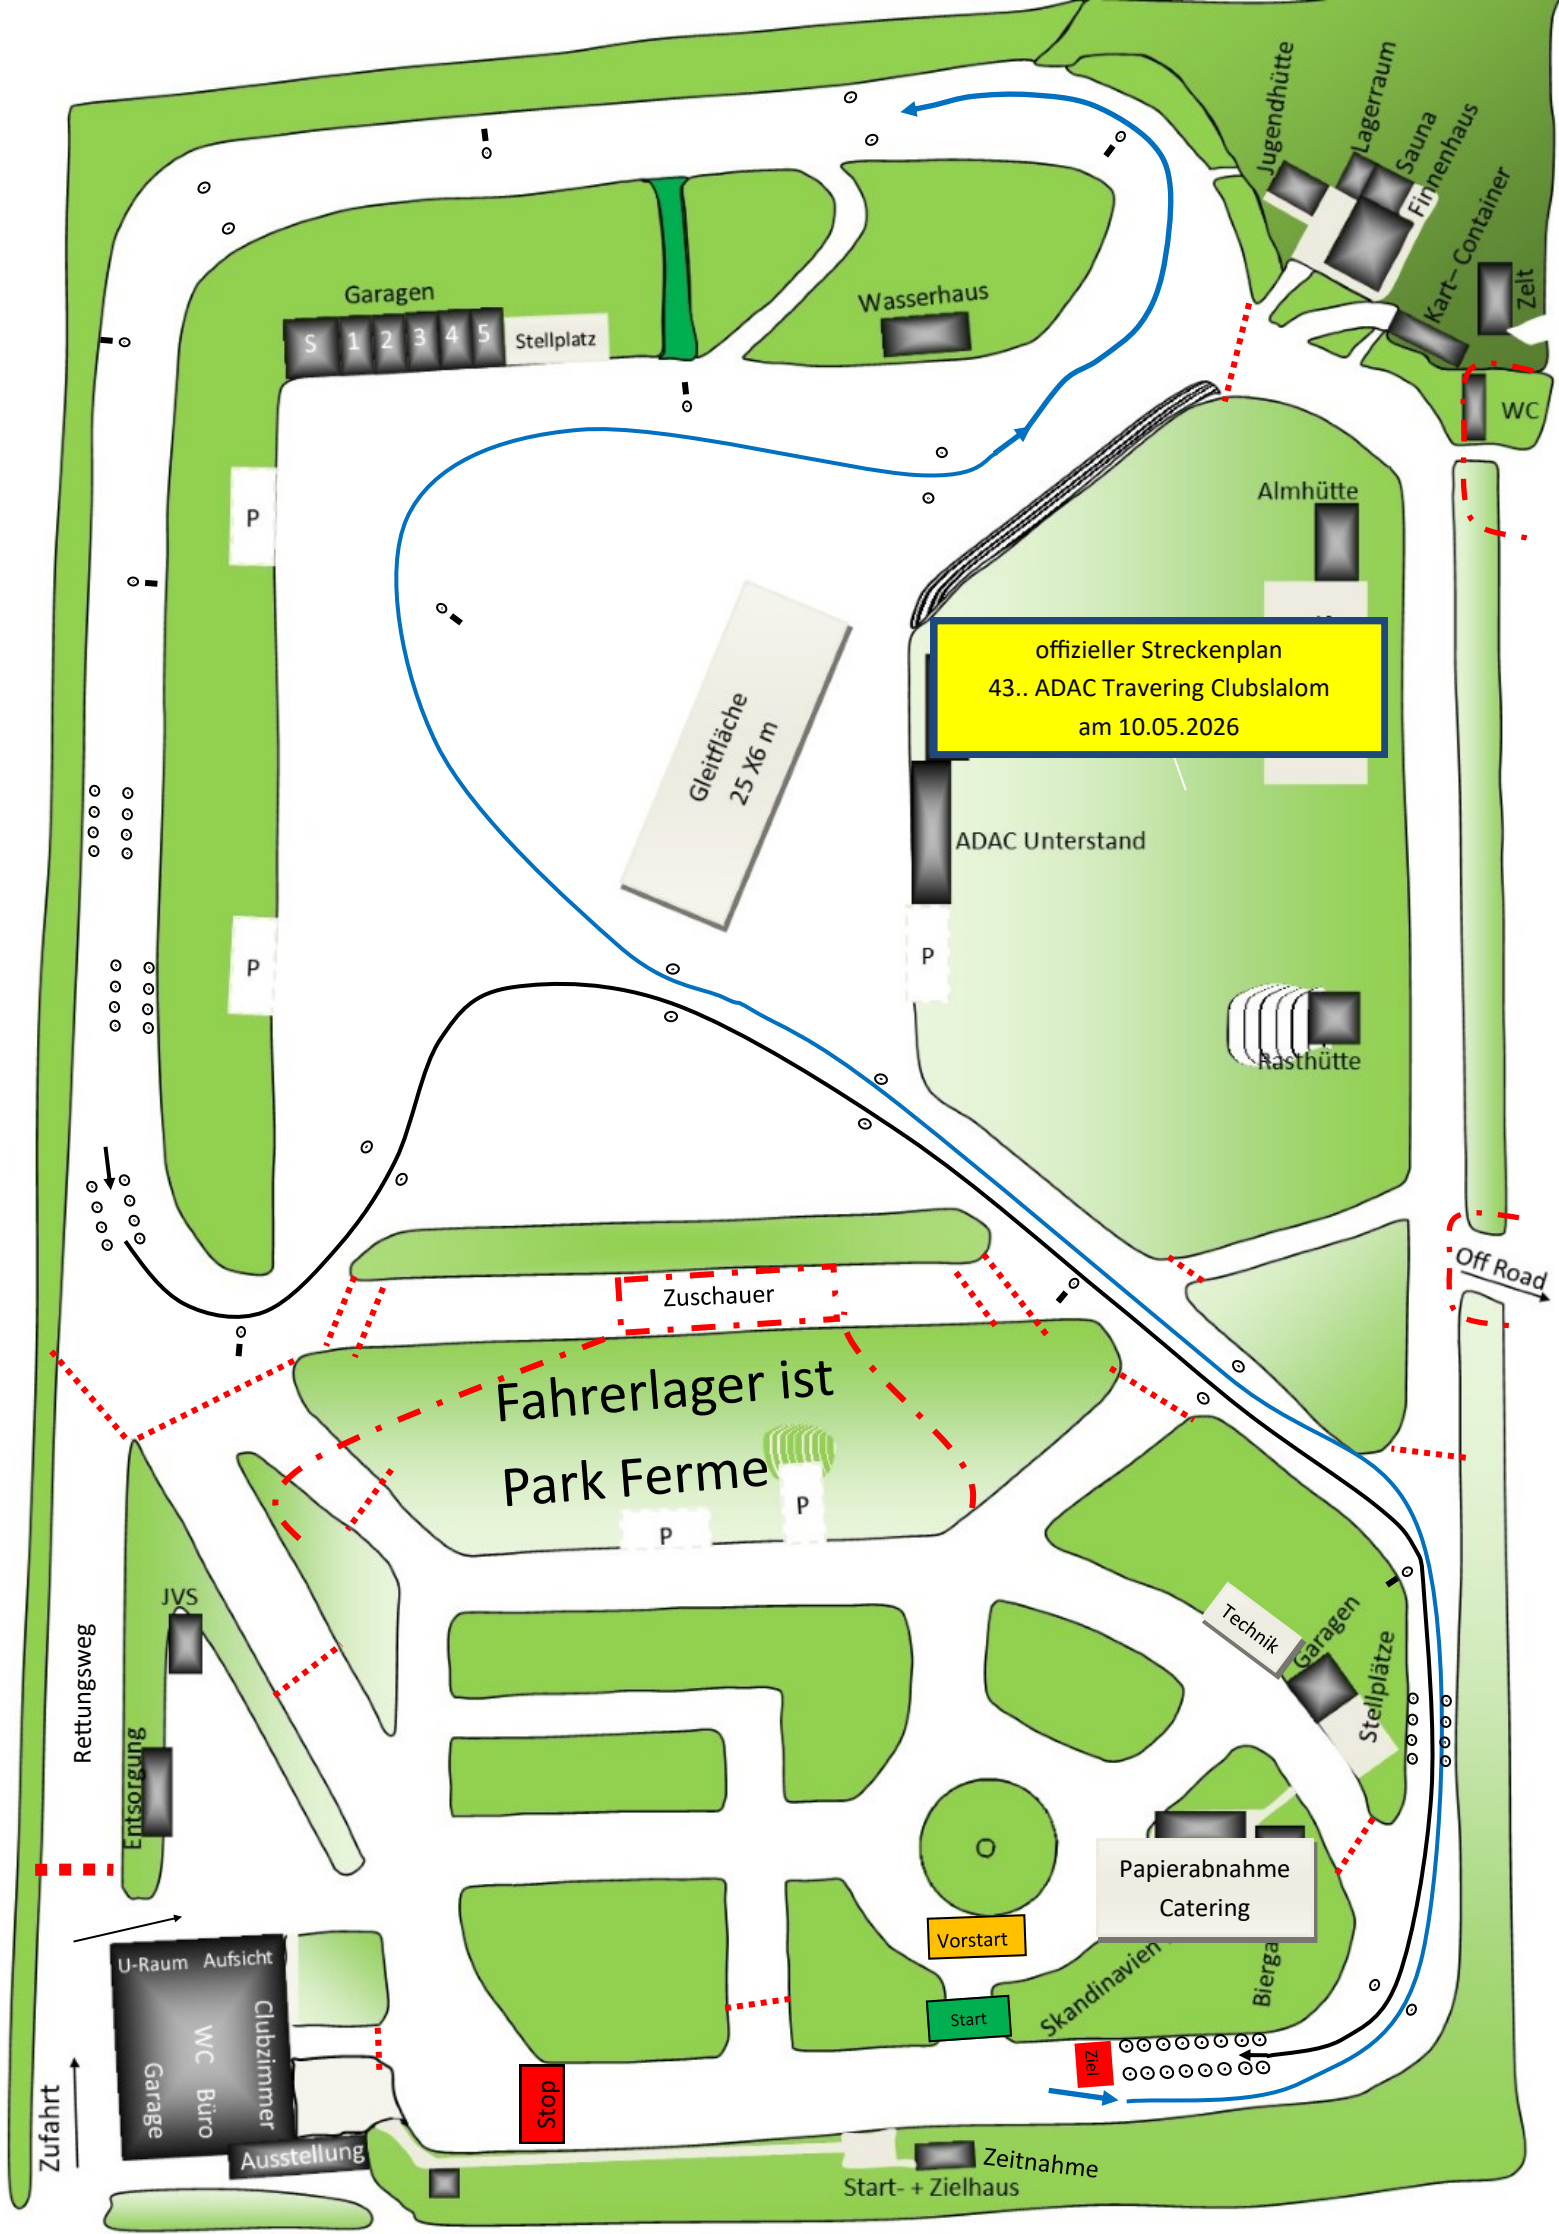 Jugendhütte
Lagerraum
Sauna
Finnenhaus
Kart– Container
Zelt
WC
Garagen
S 1 2 3 4 5
Stellplatz
Wasserhaus
P
Almhütte
offizieller Streckenplan
43.. ADAC Travering Clubslalom
am 10.05.2026
Gleitfläche
25 X6 m
ADAC Unterstand
P
P
Rasthütte
Off Road
Zuschauer
Fahrerlager ist
Park Ferme
P
P
JVS
Rettungsweg
Entsorgung
Technik
Garagen
Stellplätze
O
Papierabnahme
Catering
Vorstart
Start
Skandinavien
Bierga
Ziel
U-Raum Aufsicht
Clubzimmer
WC Büro
Garage
Ausstellung
Zufahrt
Stop
Zeitnahme
Start- + Zielhaus